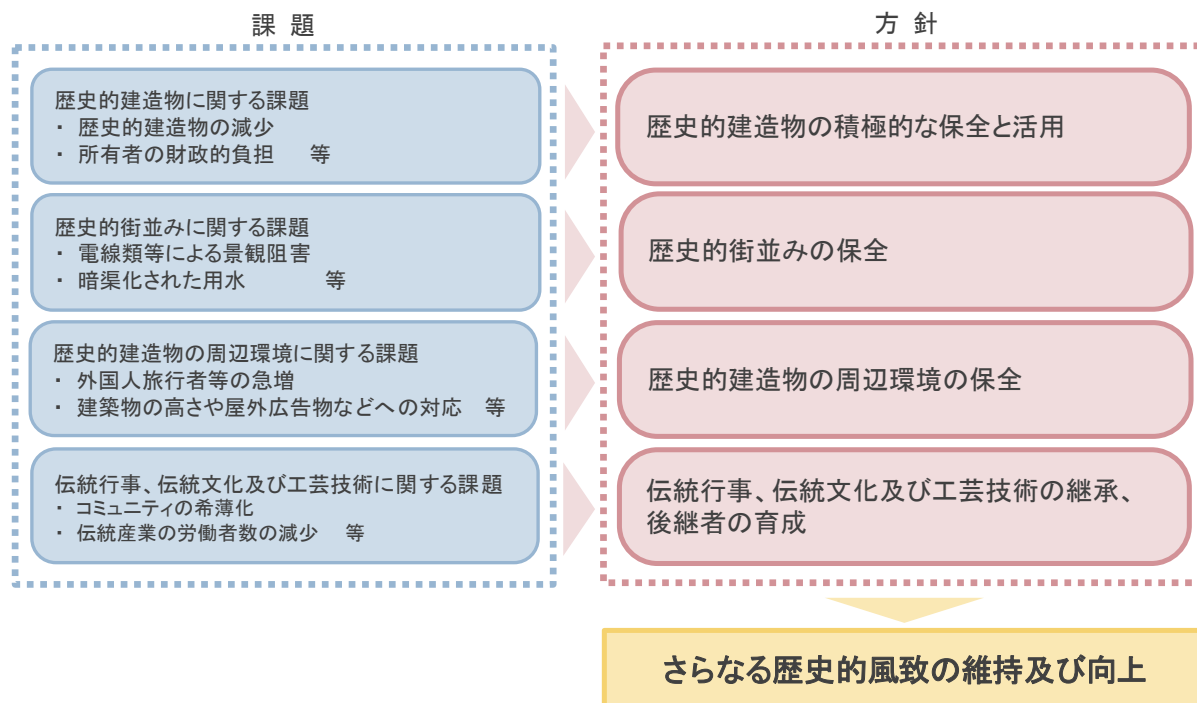 課 題
方 針
歴史的建造物に関する課題
・ 歴史的建造物の減少
・ 所有者の財政的負担 等
歴史的建造物の積極的な保全と活用
歴史的街並みに関する課題
・ 電線類等による景観阻害
・ 暗渠化された用水 等
歴史的街並みの保全
歴史的建造物の周辺環境に関する課題
・ 外国人旅行者等の急増
・ 建築物の高さや屋外広告物などへの対応 等
歴史的建造物の周辺環境の保全
伝統行事、伝統文化及び工芸技術に関する課題
・ コミュニティの希薄化
・ 伝統産業の労働者数の減少 等
伝統行事、伝統文化及び工芸技術の継承、
後継者の育成
さらなる歴史的風致の維持及び向上